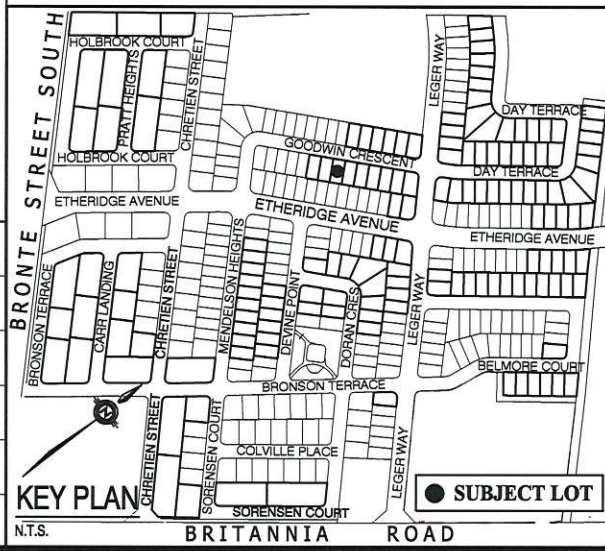 HOLBROOK COURT
BRONTE STREET SOUTH
PRATT HEIGHTS
CHRETIEN STREET
LEGER WAY
DAY TERRACE
GOODWIN CRESCENT
HOLBROOK COURT
DAY TERRACE
ETHERIDGE AVENUE
ETHERIDGE AVENUE
ETHERIDGE AVENUE
BRONSON TERRACE
CARR LANDING
CHRETIEN STREET
MENDELSON HEIGHTS
DEVINE POINT
DORAN CRES
LEGER WAY
BELMORE COURT
BRONSON TERRACE
N
CHRETIEN STREET
SORENSEN COURT
COLVILLE PLACE
LEGER WAY
KEY PLAN
SUBJECT LOT
SORENSEN COURT
N.T.S.
BRITANNIA ROAD